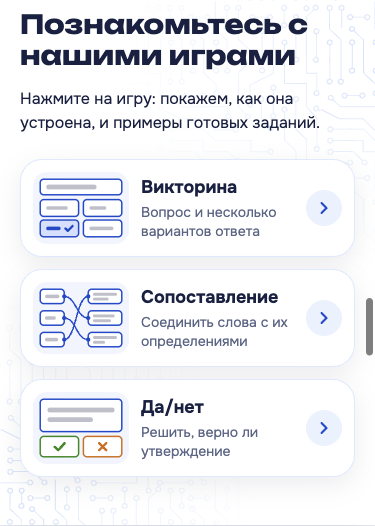 Познакомьтесь с
нашими играми
Нажмите на игру: покажем, как она
устроена, и примеры готовых заданий.
Викторина
Вопрос и несколько
вариантов ответа
Сопоставление
Соединить слова с их
определениями
Да/нет
Решить, верно ли
утверждение